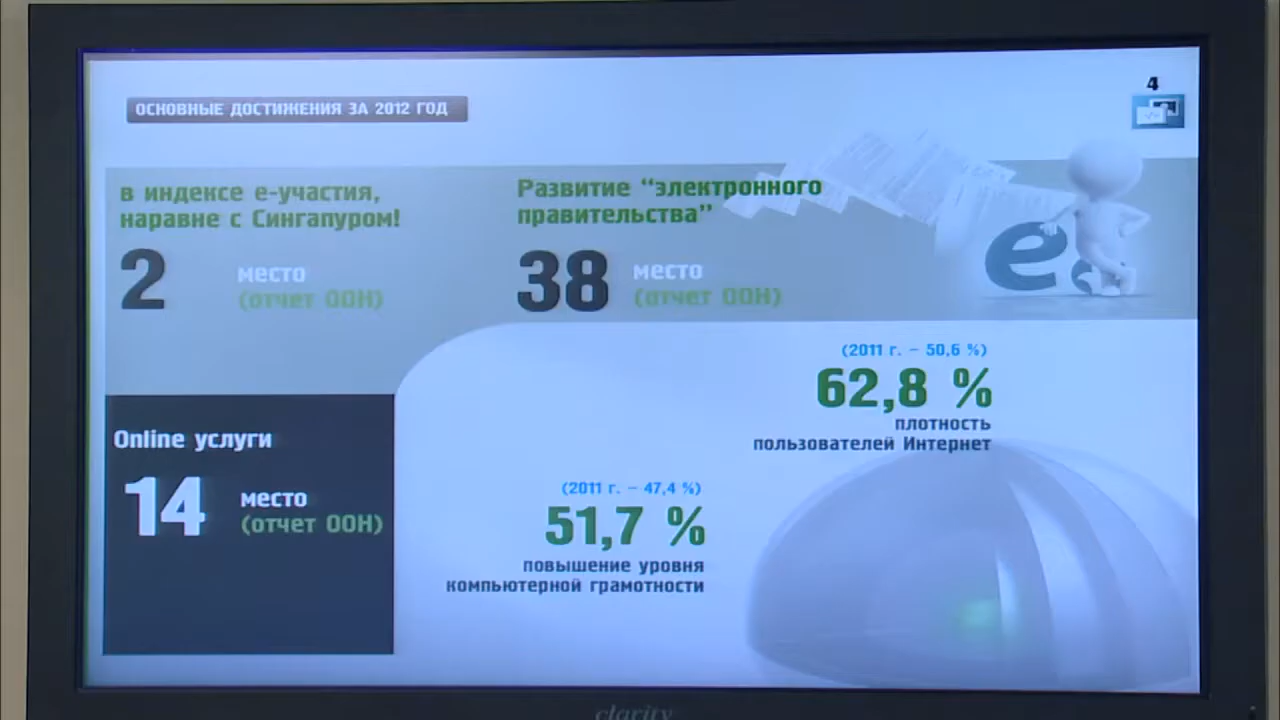 4
ОСНОВНЫЕ ДОСТИЖЕНИЯ ЗА 2012 ГОД
в индексе е-участия,
наравне с Сингапуром!
2 место
(отчет ООН)
Развитие “электронного
правительства”
38 место
(отчет ООН)
e.
(2011 г. – 50,6 %)
62,8 %
плотность
пользователей Интернет
Online услуги
14 место
(отчет ООН)
(2011 г. – 47,4 %)
51,7 %
повышение уровня
компьютерной грамотности
clarity